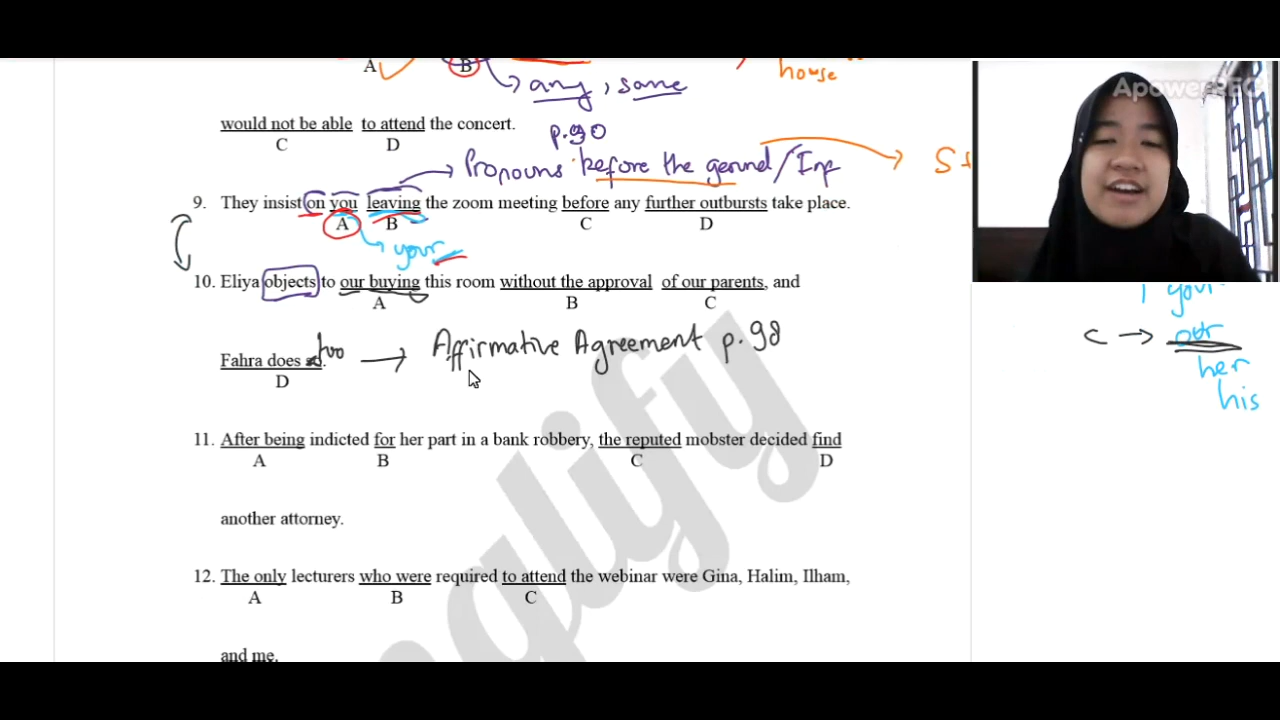 A B
any, some
house
ApowerREC
would not be able to attend the concert.
C D
p.90
Pronouns before the gerund/Inf
9. They insist on you leaving the zoom meeting before any further outbursts take place.
A B C D
your
10. Eliya objects to our buying this room without the approval of our parents, and
A B C
your
C → our
her
his
Fahra does too. → Affirmative Agreement p.98
D
11. After being indicted for her part in a bank robbery, the reputed mobster decided find
A B C D
another attorney.
12. The only lecturers who were required to attend the webinar were Gina, Halim, Ilham,
A B C
and me.
nglify